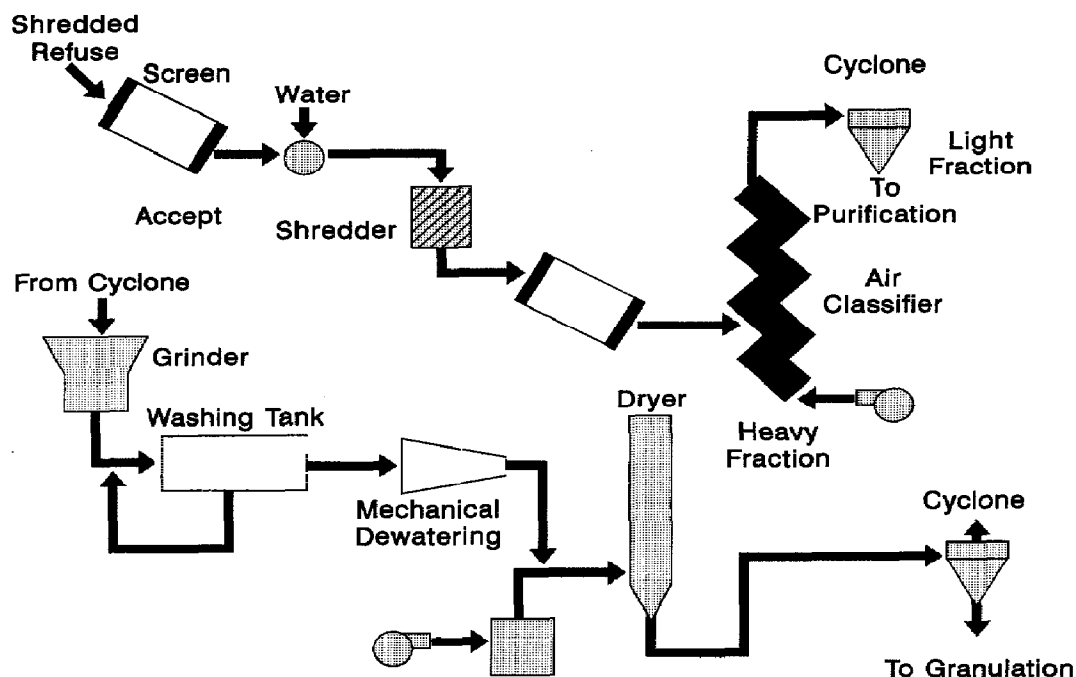 Shredded
Refuse
Screen
Water
Cyclone
Light
Fraction
To
Purification
Accept
Shredder
Air
Classifier
From Cyclone
Grinder
Washing Tank
Dryer
Heavy
Fraction
Mechanical
Dewatering
Cyclone
To Granulation